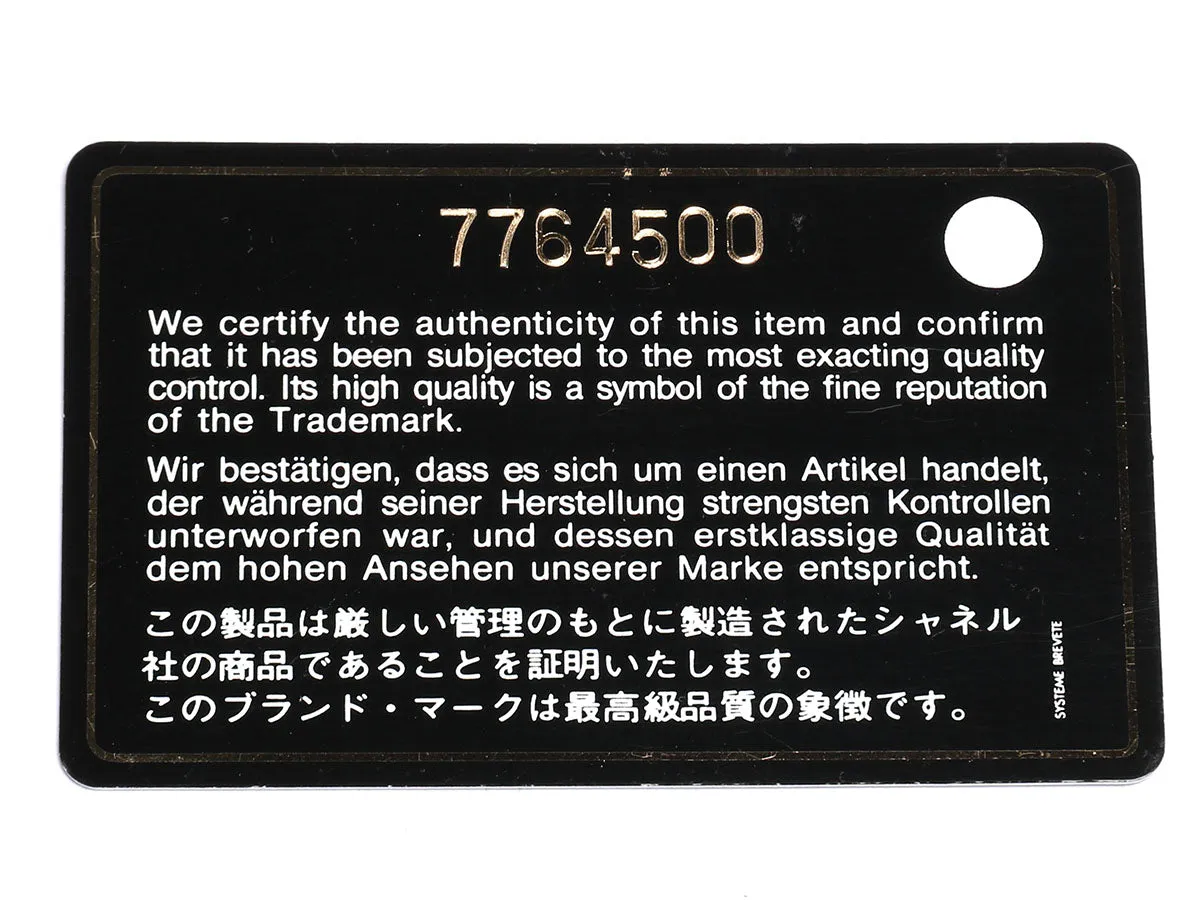 7764500
We certify the authenticity of this item and confirm
that it has been subjected to the most exacting quality
control. Its high quality is a symbol of the fine reputation
of the Trademark.
Wir bestätigen, dass es sich um einen Artikel handelt,
der während seiner Herstellung strengsten Kontrollen
unterworfen war, und dessen erstklassige Qualität
dem hohen Ansehen unserer Marke entspricht.
この製品は厳しい管理のもとに製造されたシャネル
社の商品であることを証明いたします。
このブランド・マークは最高級品質の象徴です。
SYSTEME BREVETE